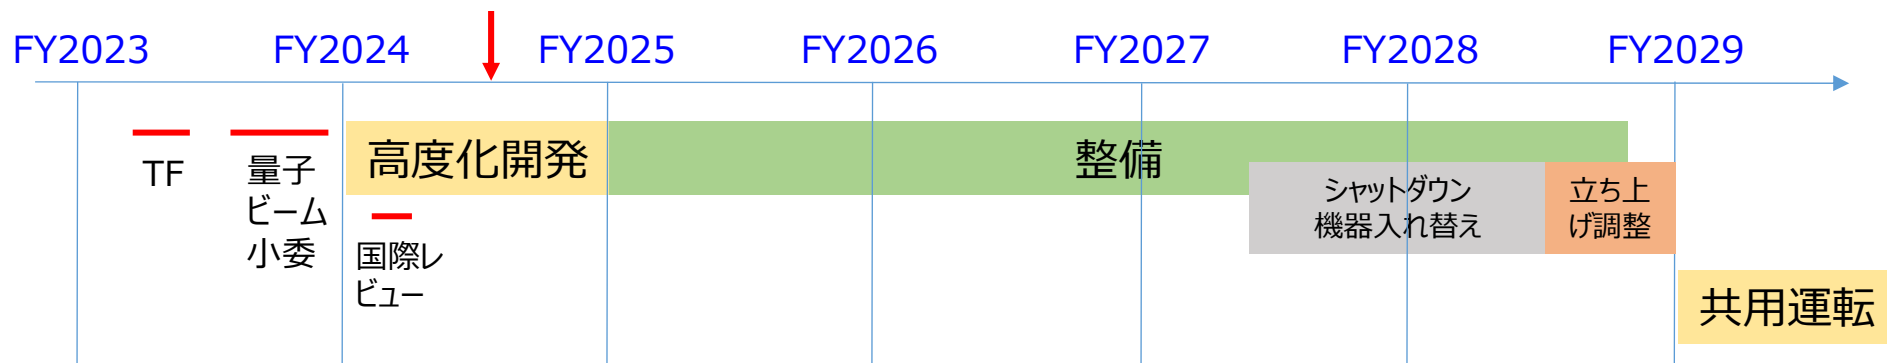 FY2023 FY2024 FY2025 FY2026 FY2027 FY2028 FY2029
TF
量子
ビーム
小委
高度化開発
国際レ
ビュー
整備
シャットダウン
機器入れ替え
立ち上
げ調整
共用運転